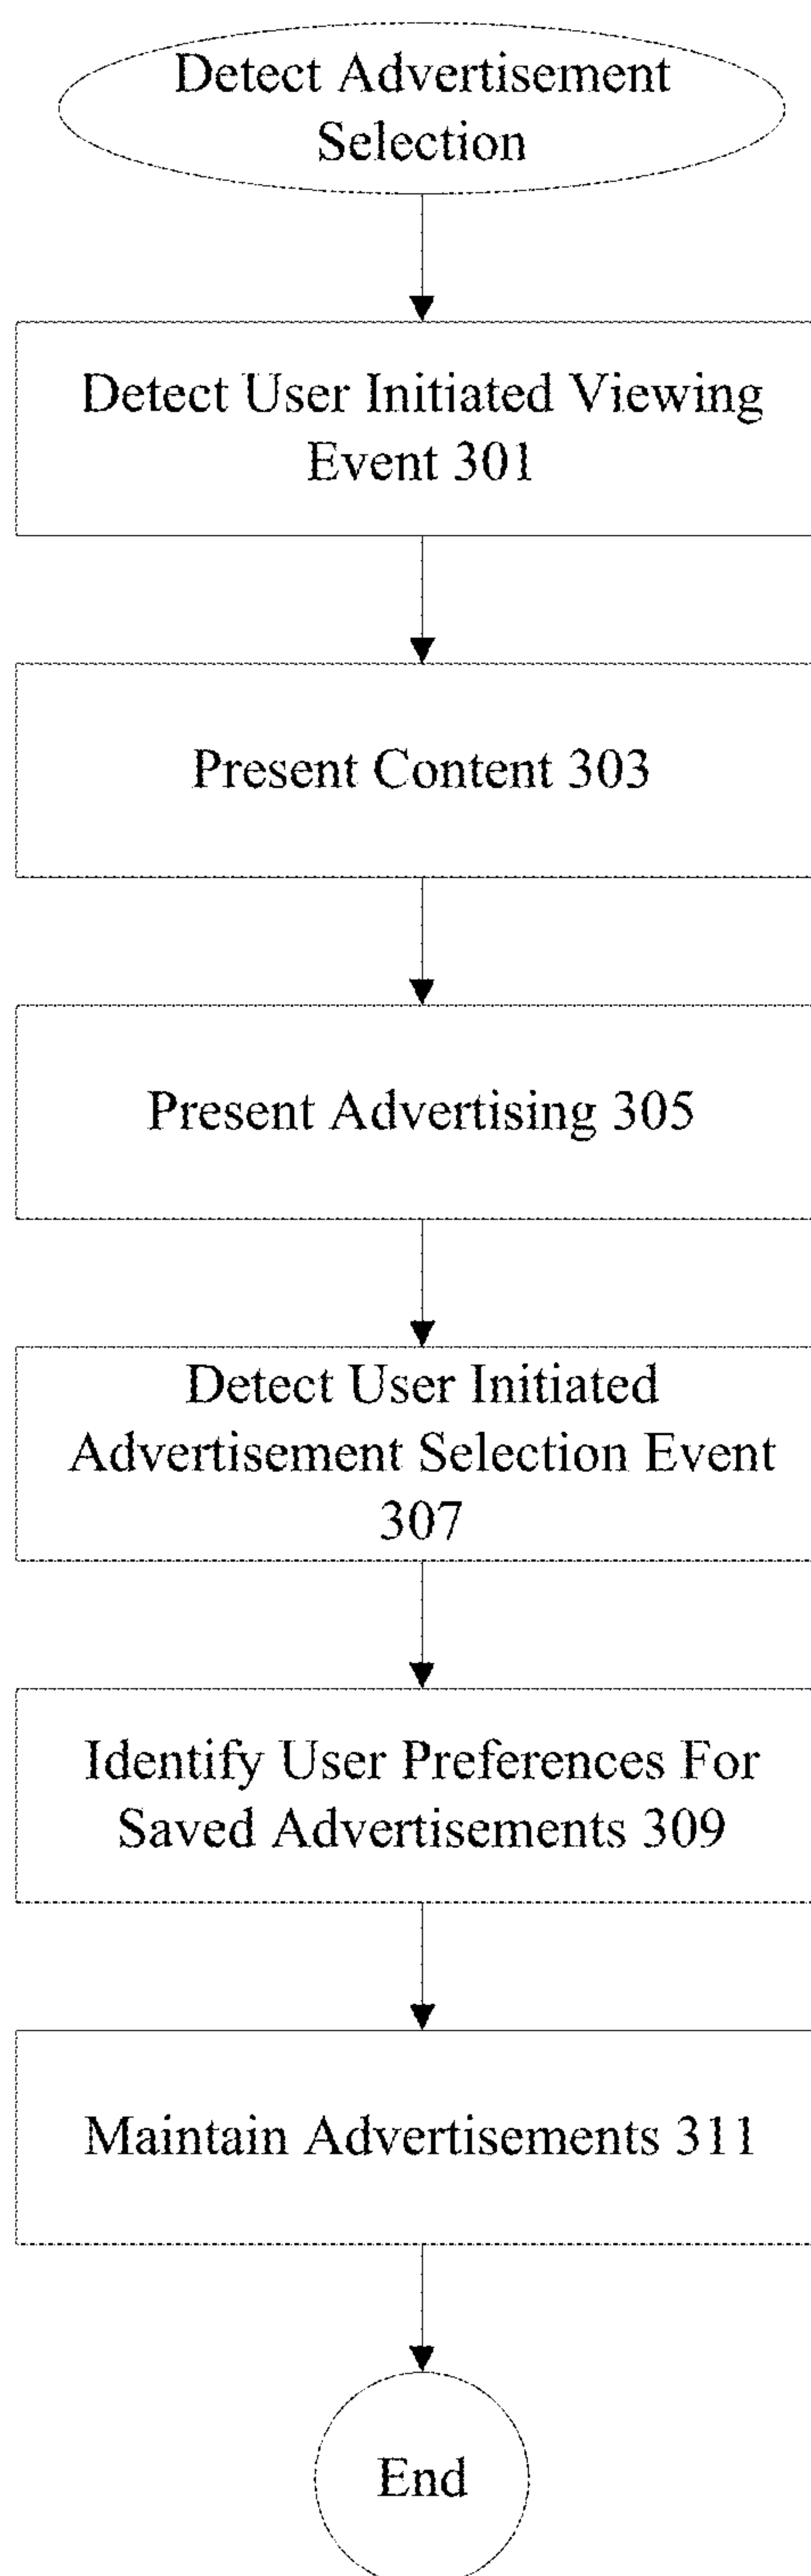 Detect Advertisement
Selection
Detect User Initiated Viewing
Event 301
Present Content 303
Present Advertising 305
Detect User Initiated
Advertisement Selection Event
307
Identify User Preferences For
Saved Advertisements 309
Maintain Advertisements 311
End